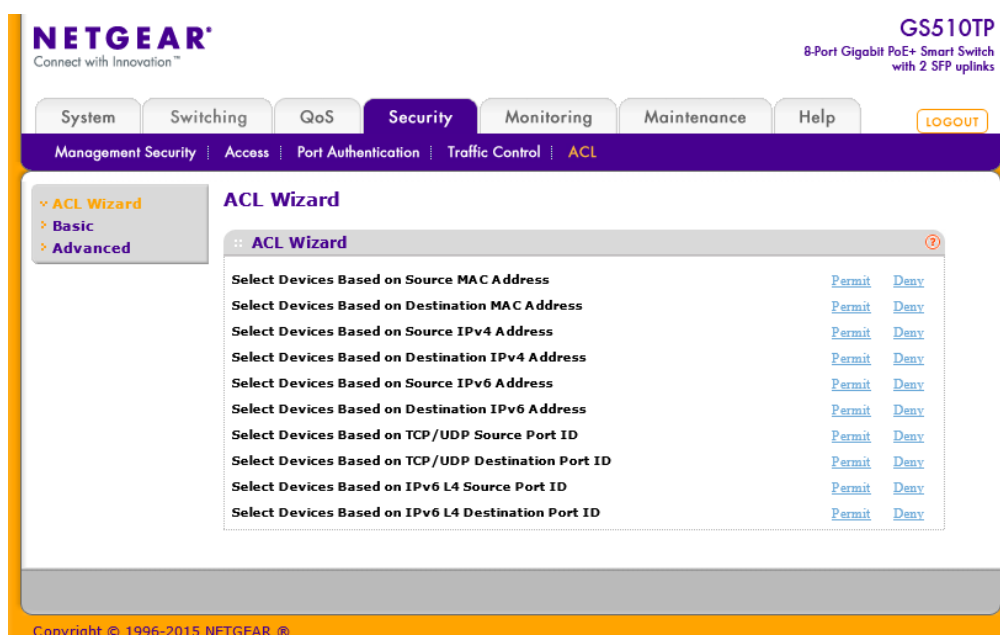 NETGEAR®
Connect with Innovation™
GS510TP
8-Port Gigabit PoE+ Smart Switch
with 2 SFP uplinks
System Switching QoS Security Monitoring Maintenance Help LOGOUT
Management Security Access Port Authentication Traffic Control ACL
ACL Wizard
Basic
Advanced
ACL Wizard
ACL Wizard ?
Select Devices Based on Source MAC Address Permit Deny
Select Devices Based on Destination MAC Address Permit Deny
Select Devices Based on Source IPv4 Address Permit Deny
Select Devices Based on Destination IPv4 Address Permit Deny
Select Devices Based on Source IPv6 Address Permit Deny
Select Devices Based on Destination IPv6 Address Permit Deny
Select Devices Based on TCP/UDP Source Port ID Permit Deny
Select Devices Based on TCP/UDP Destination Port ID Permit Deny
Select Devices Based on IPv6 L4 Source Port ID Permit Deny
Select Devices Based on IPv6 L4 Destination Port ID Permit Deny
Copyright © 1996-2015 NETGEAR ®